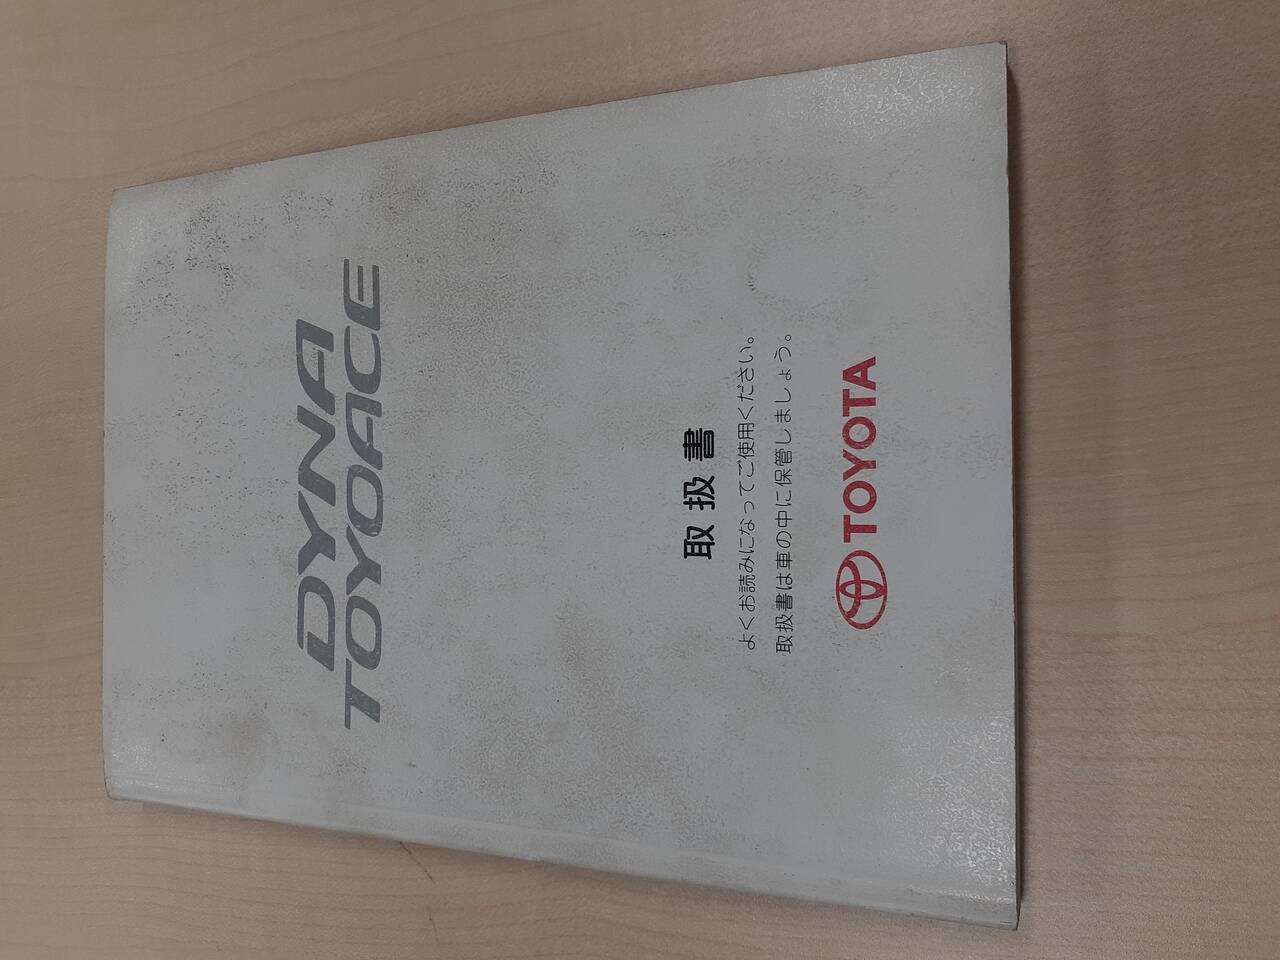 DYNA
TOYOACE
取扱書
よくお読みになってご使用ください。
取扱書は車の中に保管しましょう。
TOYOTA